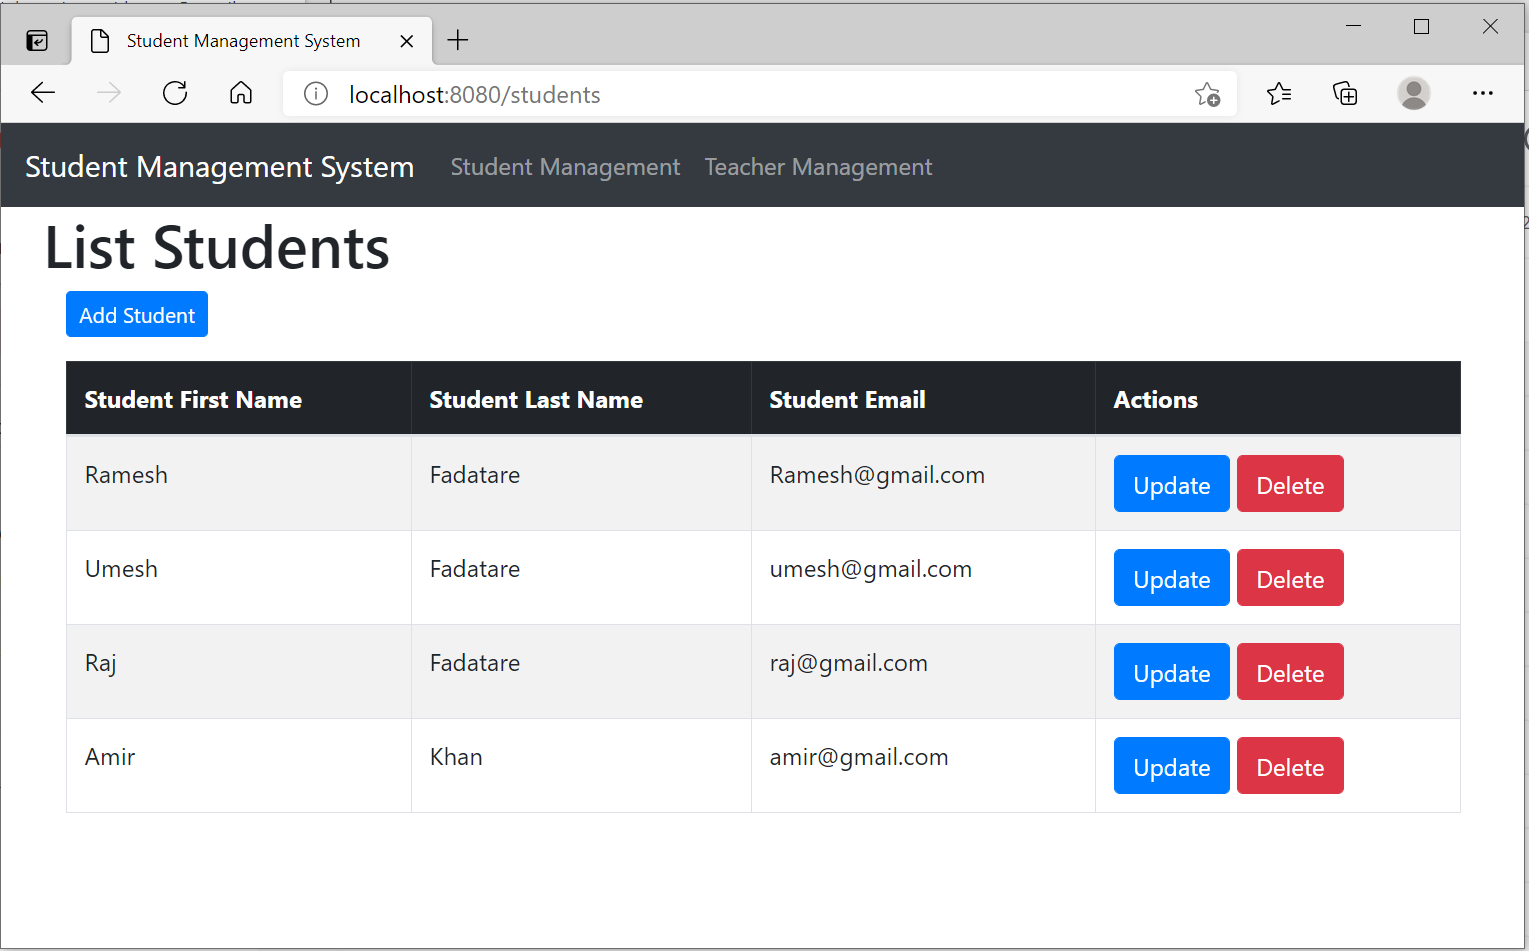 Student Management System
localhost:8080/students
Student Management System Student Management Teacher Management
List Students
Add Student
Student First Name Student Last Name Student Email Actions
Ramesh Fadatare Ramesh@gmail.com Update Delete
Umesh Fadatare umesh@gmail.com Update Delete
Raj Fadatare raj@gmail.com Update Delete
Amir Khan amir@gmail.com Update Delete